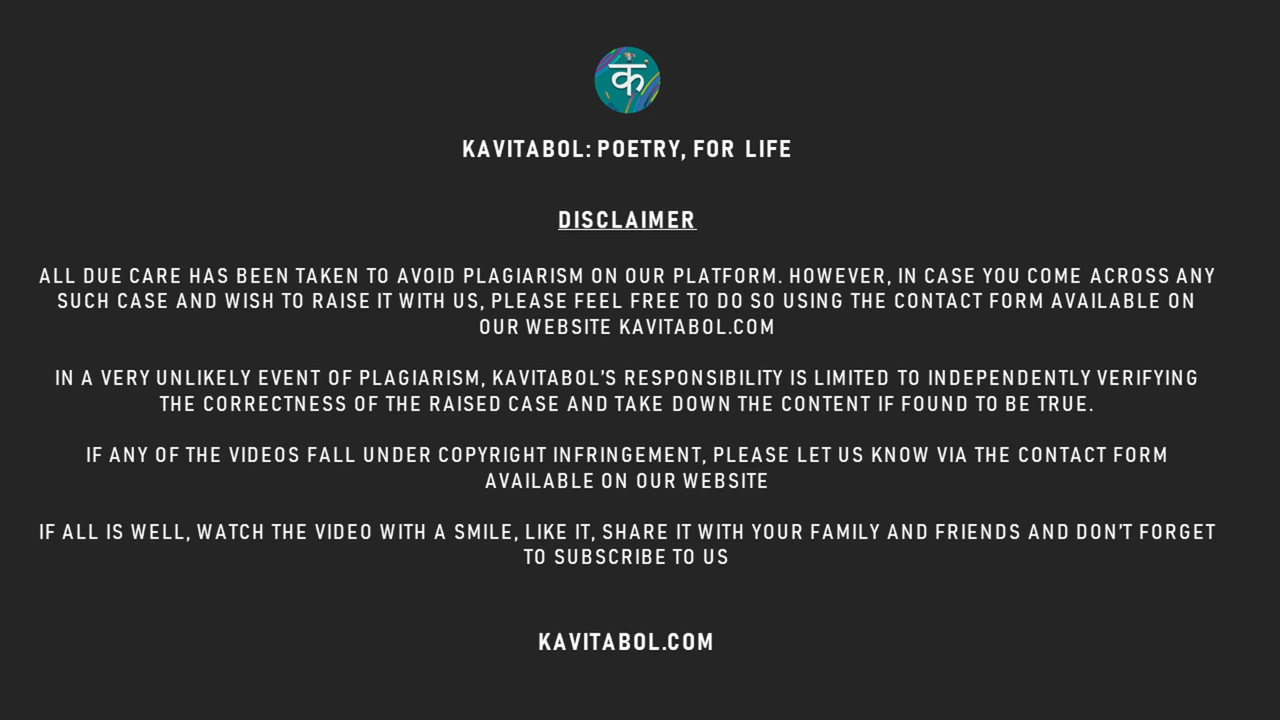 कं
KAVITABOL: POETRY, FOR LIFE
DISCLAIMER
ALL DUE CARE HAS BEEN TAKEN TO AVOID PLAGIARISM ON OUR PLATFORM. HOWEVER, IN CASE YOU COME ACROSS ANY
SUCH CASE AND WISH TO RAISE IT WITH US, PLEASE FEEL FREE TO DO SO USING THE CONTACT FORM AVAILABLE ON
OUR WEBSITE KAVITABOL.COM
IN A VERY UNLIKELY EVENT OF PLAGIARISM, KAVITABOL'S RESPONSIBILITY IS LIMITED TO INDEPENDENTLY VERIFYING
THE CORRECTNESS OF THE RAISED CASE AND TAKE DOWN THE CONTENT IF FOUND TO BE TRUE.
IF ANY OF THE VIDEOS FALL UNDER COPYRIGHT INFRINGEMENT, PLEASE LET US KNOW VIA THE CONTACT FORM
AVAILABLE ON OUR WEBSITE
IF ALL IS WELL, WATCH THE VIDEO WITH A SMILE, LIKE IT, SHARE IT WITH YOUR FAMILY AND FRIENDS AND DON'T FORGET
TO SUBSCRIBE TO US
KAVITABOL.COM